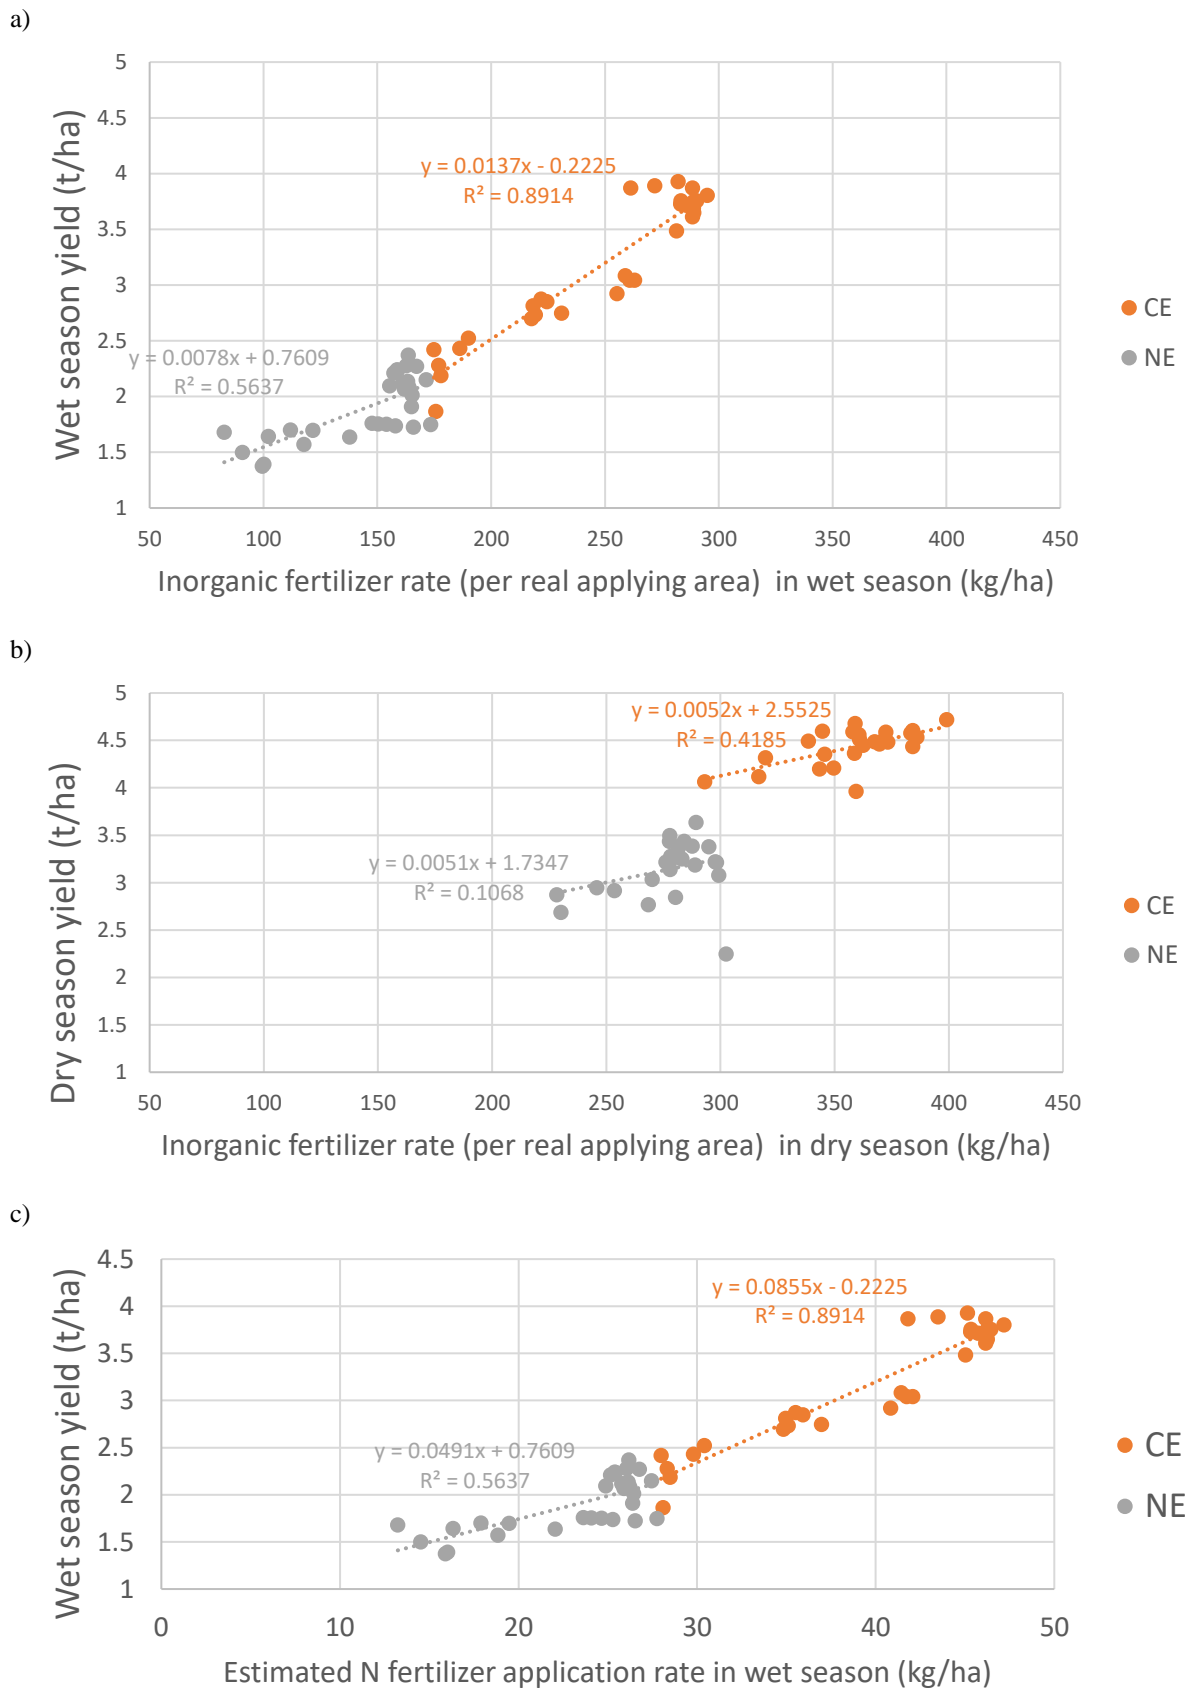 a)
5
4.5
4
3.5
3
2.5
2
1.5
1
Wet season yield (t/ha)
y = 0.0137x - 0.2225
R² = 0.8914
y = 0.0078x + 0.7609
R² = 0.5637
CE
NE
50 100 150 200 250 300 350 400 450
Inorganic fertilizer rate (per real applying area) in wet season (kg/ha)
b)
5
4.5
4
3.5
3
2.5
2
1.5
1
Dry season yield (t/ha)
y = 0.0052x + 2.5525
R² = 0.4185
y = 0.0051x + 1.7347
R² = 0.1068
CE
NE
50 100 150 200 250 300 350 400 450
Inorganic fertilizer rate (per real applying area) in dry season (kg/ha)
c)
4.5
4
3.5
3
2.5
2
1.5
1
Wet season yield (t/ha)
y = 0.0855x - 0.2225
R² = 0.8914
y = 0.0491x + 0.7609
R² = 0.5637
CE
NE
0 10 20 30 40 50
Estimated N fertilizer application rate in wet season (kg/ha)